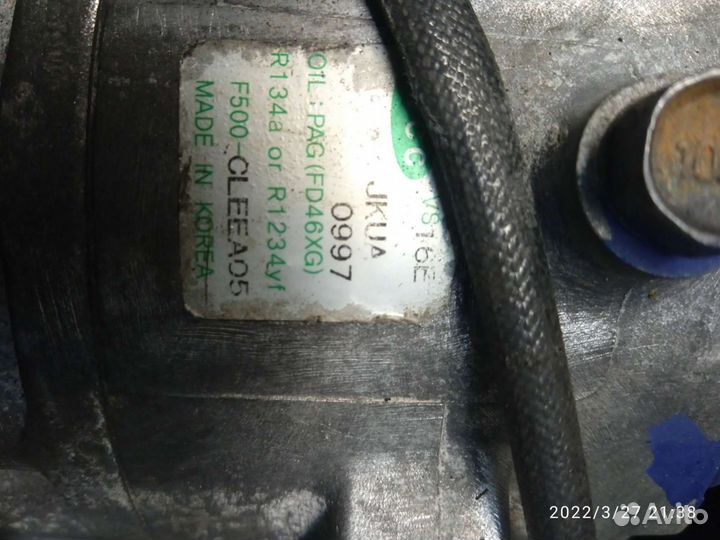 VS16E
JKUA
0997
OIL : PAG (FD46XG)
R134a or R1234yf
F500-CLEEA05
MADE IN KOREA
2022/3/27 21:38
Avito